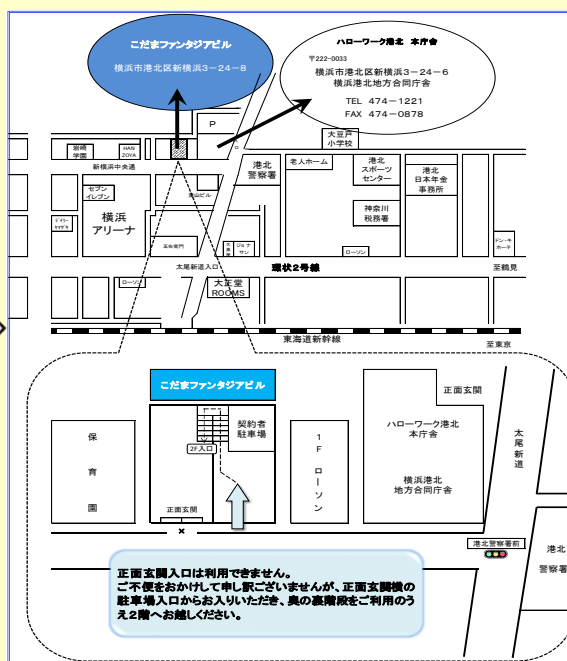 こだまファンタジアビル
横浜市港北区新横浜3-24-8
ハローワーク港北 本庁舎
〒222-0033
横浜市港北区新横浜3-24-6
横浜港北地方合同庁舎
TEL 474-1221
FAX 474-0878
P
大豆戸
小学校
岩崎
学園
HAN
ZOYA
新横浜中央通
港北
警察署
老人ホーム
港北
スポーツ
センター
港北
日本年金
事務所
セブン
イレブン
横浜
アリーナ
神奈川
税務署
ローソン
ドン・キ
ホーテ
太尾新道入口
環状2号線
至鶴見
ローソン
大正堂
ROOMS
東海道新幹線
至東京
こだまファンタジアビル
正面玄関
保育園
契約者
駐車場
2F入口
正面玄関
1F ローソン
ハローワーク港北
本庁舎
横浜港北
地方合同庁舎
太尾新道
港北警察署前
港北
警察署
正面玄関入口は利用できません。
ご不便をおかけして申し訳ございませんが、正面玄関横の
駐車場入口からお入りいただき、奥の裏階段をご利用のう
え2階へお越しください。